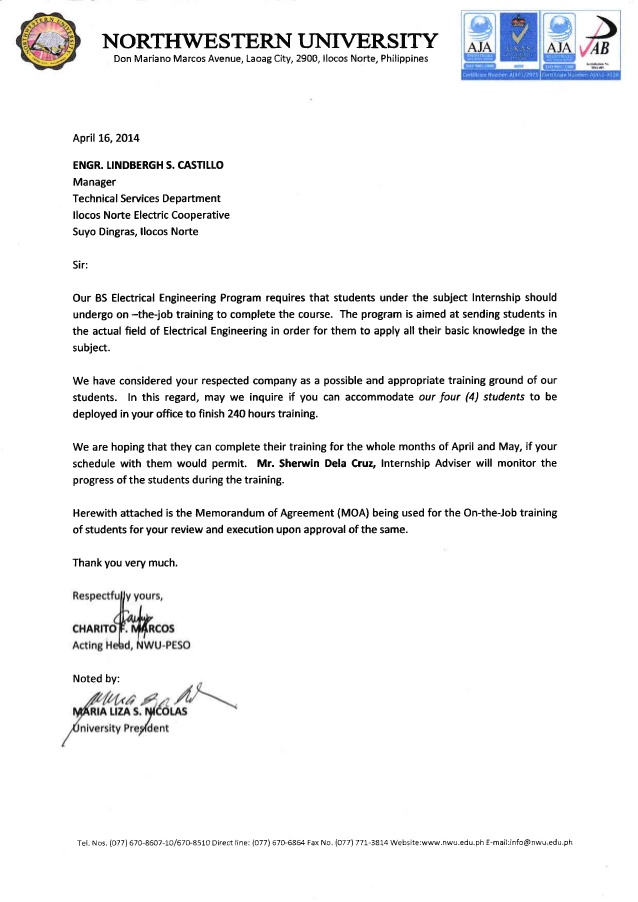 NORTHWESTERN UNIVERSITY
Don Mariano Marcos Avenue, Laoag City, 2900, Ilocos Norte, Philippines
AJA
UKAS
AJA
JAB
April 16, 2014
ENGR. LINDBERGH S. CASTILLO
Manager
Technical Services Department
Ilocos Norte Electric Cooperative
Suyo Dingras, Ilocos Norte
Sir:
Our BS Electrical Engineering Program requires that students under the subject Internship should
undergo on –the-job training to complete the course. The program is aimed at sending students in
the actual field of Electrical Engineering in order for them to apply all their basic knowledge in the
subject.
We have considered your respected company as a possible and appropriate training ground of our
students. In this regard, may we inquire if you can accommodate our four (4) students to be
deployed in your office to finish 240 hours training.
We are hoping that they can complete their training for the whole months of April and May, if your
schedule with them would permit. Mr. Sherwin Dela Cruz, Internship Adviser will monitor the
progress of the students during the training.
Herewith attached is the Memorandum of Agreement (MOA) being used for the On-the-Job training
of students for your review and execution upon approval of the same.
Thank you very much.
Respectfully yours,
CHARITO F. MARCOS
Acting Head, NWU-PESO
Noted by:
MARIA LIZA S. NICOLAS
University President
Tel. Nos. (077) 670-8607-10/670-8510 Direct line: (077) 670-6864 Fax No. (077) 771-3814 Website:www.nwu.edu.ph E-mail:info@nwu.edu.ph